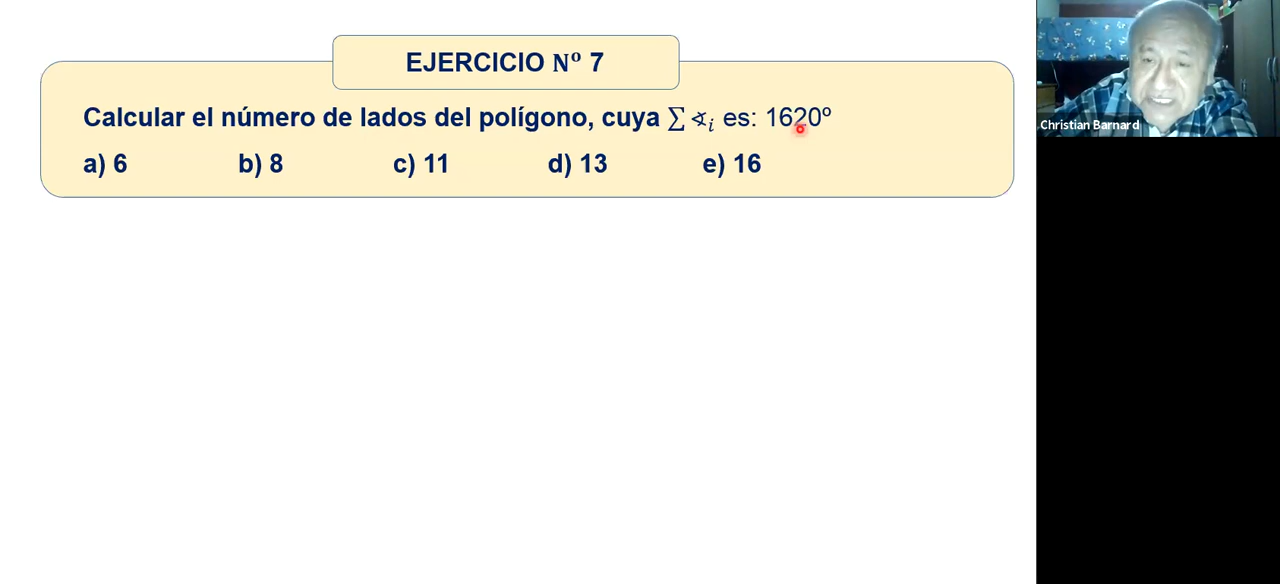 EJERCICIO Nº 7
Calcular el número de lados del polígono, cuya ∑ ∢ᵢ es: 1620º
a) 6 b) 8 c) 11 d) 13 e) 16
Christian Barnard